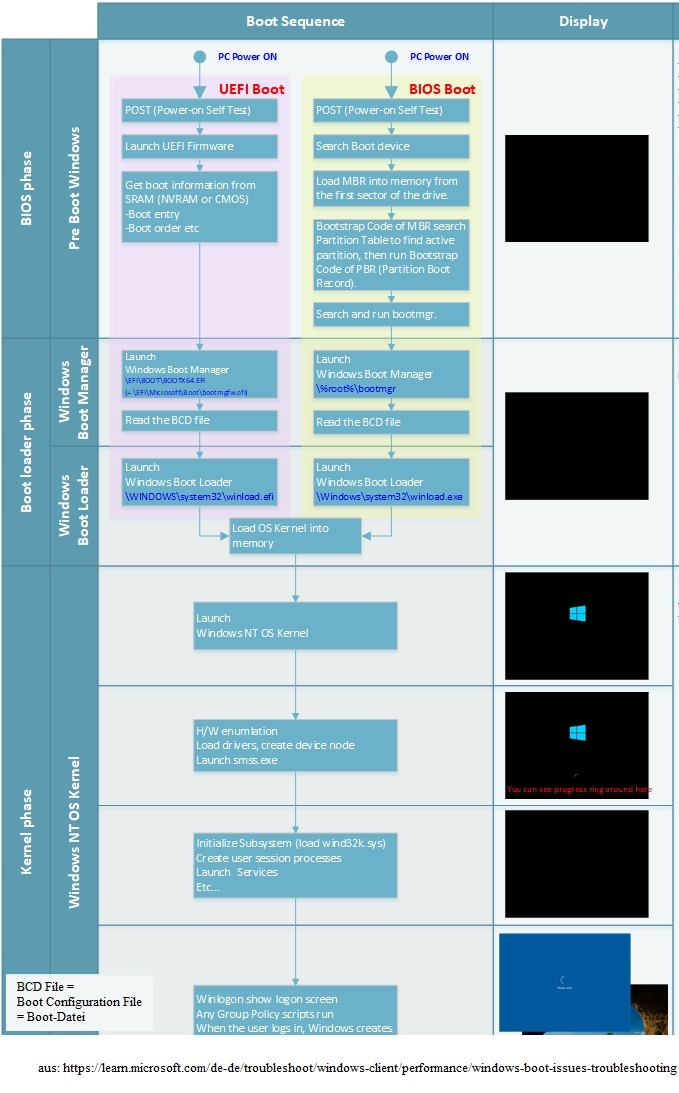 Boot Sequence
Display
PC Power ON
PC Power ON
BIOS phase
Pre Boot Windows
UEFI Boot
POST (Power-on Self Test)
Launch UEFI Firmware
Get boot information from
SRAM (NVRAM or CMOS)
-Boot entry
-Boot order etc
BIOS Boot
POST (Power-on Self Test)
Search Boot device
Load MBR into memory from
the first sector of the drive.
Bootstrap Code of MBR search
Partition Table to find active
partition, then run Bootstrap
Code of PBR (Partition Boot
Record).
Search and run bootmgr.
Boot loader phase
Windows
Boot Manager
Launch
Windows Boot Manager
\EFI\BOOT\BOOTX64.EFI
(= \EFI\Microsoft\Boot\bootmgfw.efi)
Read the BCD file
Launch
Windows Boot Manager
\%root%\bootmgr
Read the BCD file
Windows
Boot Loader
Launch
Windows Boot Loader
\WINDOWS\system32\winload.efi
Launch
Windows Boot Loader
\Windows\system32\winload.exe
Load OS Kernel into
memory
Kernel phase
Windows NT OS Kernel
Launch
Windows NT OS Kernel
H/W enumlation
Load drivers, create device node
Launch smss.exe
You can see progress ring around here
Initialize Subsystem (load wind32k.sys)
Create user session processes
Launch Services
Etc...
Winlogon show logon screen
Any Group Policy scripts run
When the user logs in, Windows creates
BCD File =
Boot Configuration File
= Boot-Datei
aus: https://learn.microsoft.com/de-de/troubleshoot/windows-client/performance/windows-boot-issues-troubleshooting